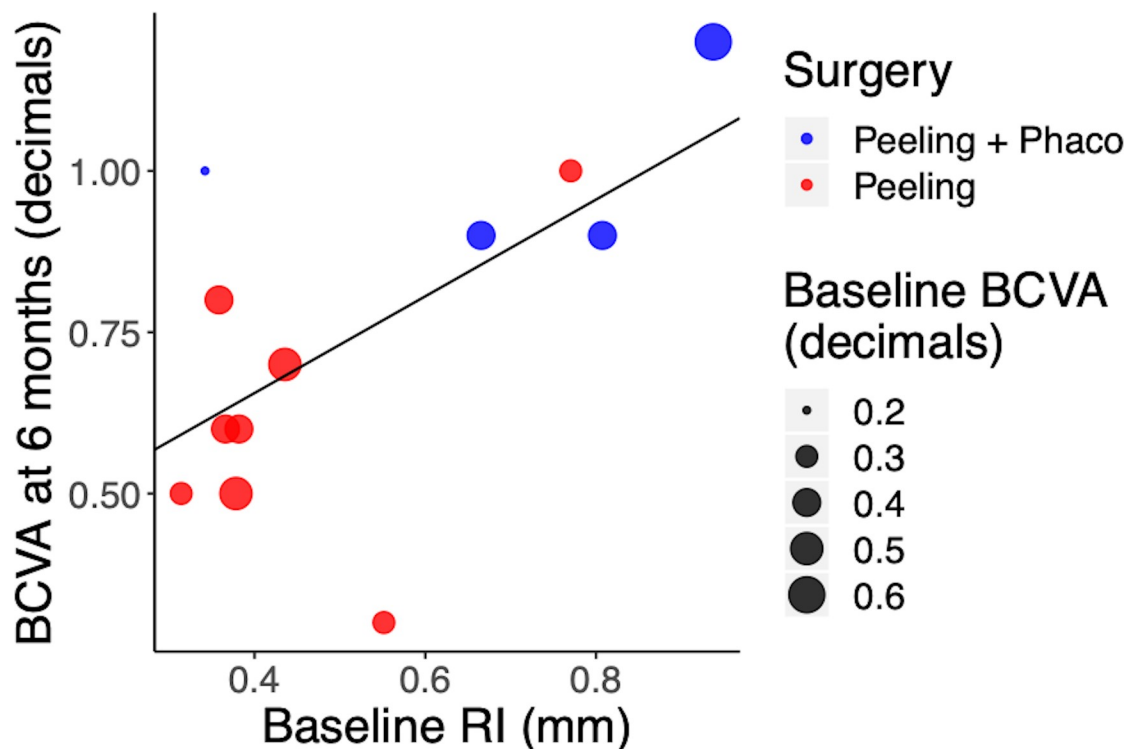 BCVA at 6 months (decimals)
1.00
0.75
0.50
0.4
0.6
0.8
Baseline RI (mm)
Surgery
Peeling + Phaco
Peeling
Baseline BCVA
(decimals)
0.2
0.3
0.4
0.5
0.6